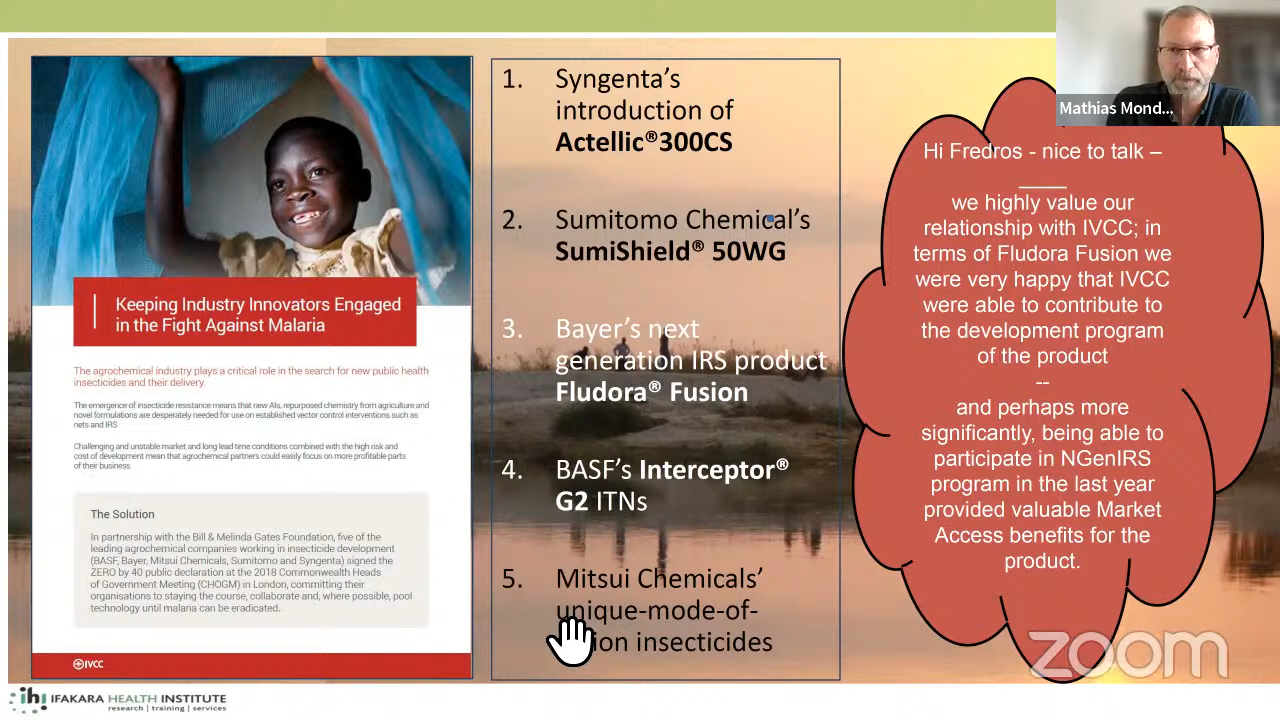 Keeping Industry Innovators Engaged
in the Fight Against Malaria
The agrochemical industry plays a critical role in the search for new public health
insecticides and their delivery.
The emergence of insecticide resistance means that new AIs, repurposed chemistry from agriculture and
novel formulations are desperately needed for use on established vector control interventions such as
nets and IRS
Challenging and unstable market and long lead time conditions combined with the high risk and
cost of development mean that agrochemical partners could easily focus on more profitable parts
of their business.
The Solution
In partnership with the Bill & Melinda Gates Foundation, five of the
leading agrochemical companies working in insecticide development
(BASF, Bayer, Mitsui Chemicals, Sumitomo and Syngenta) signed the
ZERO by 40 public declaration at the 2018 Commonwealth Heads
of Government Meeting (CHOGM) in London, committing their
organisations to staying the course, collaborate and, where possible, pool
technology until malaria can be eradicated.
IVCC
1. Syngenta's
introduction of
Actellic®300CS
2. Sumitomo Chemical's
SumiShield® 50WG
3. Bayer's next
generation IRS product
Fludora® Fusion
4. BASF's Interceptor®
G2 ITNs
5. Mitsui Chemicals'
unique-mode-of-
ion insecticides
Mathias Mond...
Hi Fredros - nice to talk –
____
we highly value our
relationship with IVCC; in
terms of Fludora Fusion we
were very happy that IVCC
were able to contribute to
the development program
of the product
--
and perhaps more
significantly, being able to
participate in NGenIRS
program in the last year
provided valuable Market
Access benefits for the
product.
zoom
ihi IFAKARA HEALTH INSTITUTE
research | training | services